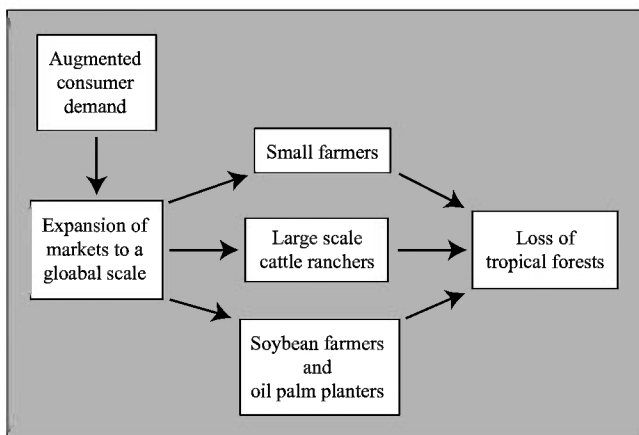 Augmented
consumer
demand
Small farmers
Expansion of
markets to a
gloabal scale
Large scale
cattle ranchers
Loss of
tropical forests
Soybean farmers
and
oil palm planters